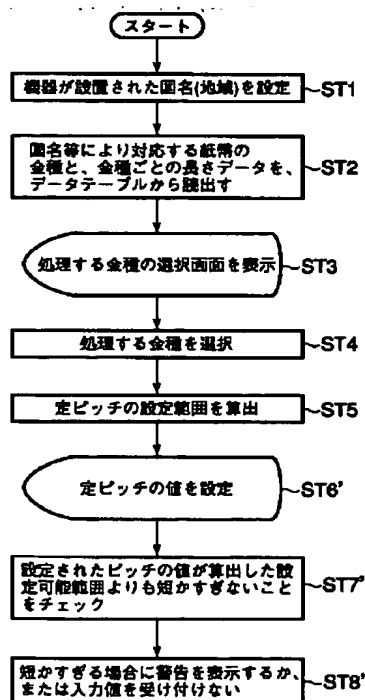 スタート
機器が設置された国名(地域)を設定
ST1
国名等により対応する紙幣の
金種と、金種ごとの長さデータを、
データテーブルから読出す
ST2
処理する金種の選択画面を表示
ST3
処理する金種を選択
ST4
定ピッチの設定範囲を算出
ST5
定ピッチの値を設定
ST6'
設定されたピッチの値が算出した設
定可能範囲よりも短かすぎないこと
をチェック
ST7'
短かすぎる場合に警告を表示するか、
または入力値を受け付けない
ST8'